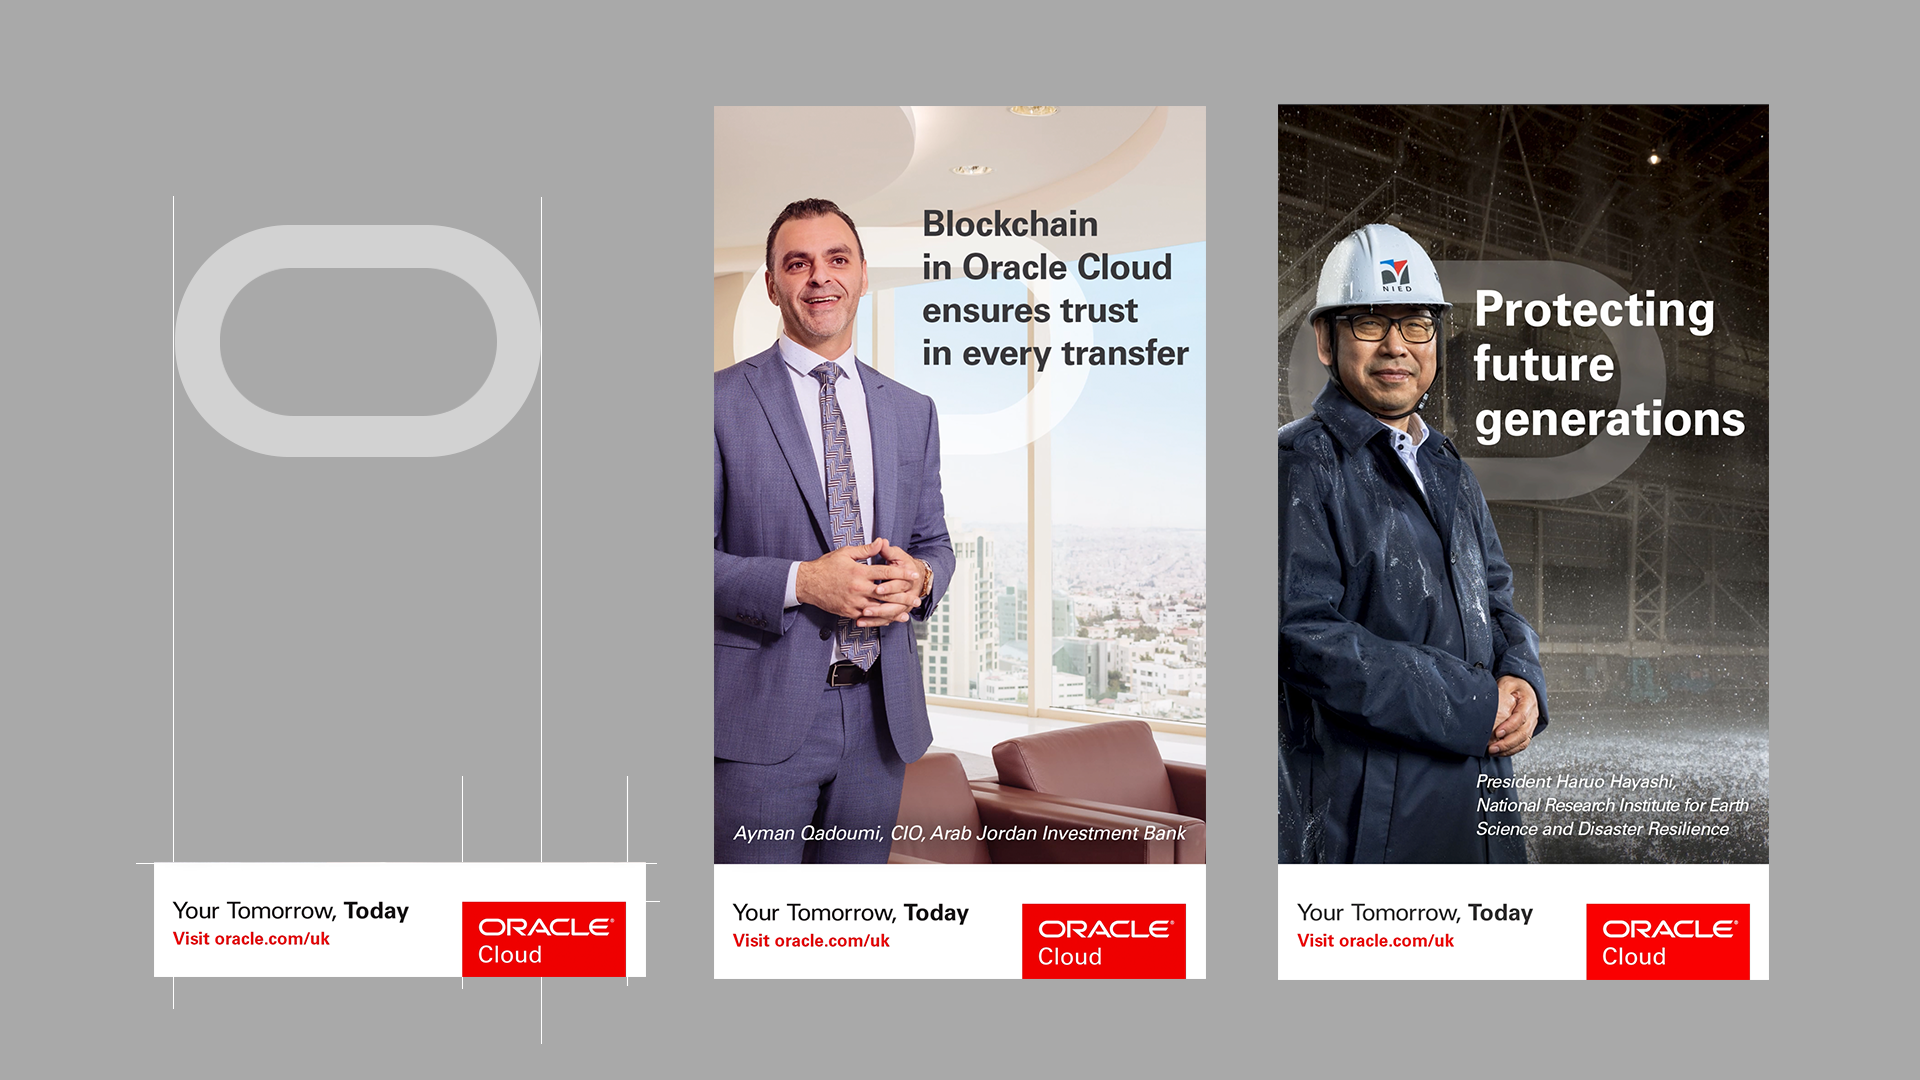 Your Tomorrow, Today
Visit oracle.com/uk
ORACLE®
Cloud
Blockchain
in Oracle Cloud
ensures trust
in every transfer
Ayman Qadoumi, CIO, Arab Jordan Investment Bank
Your Tomorrow, Today
Visit oracle.com/uk
ORACLE®
Cloud
NIED
Protecting
future
generations
President Haruo Hayashi,
National Research Institute for Earth
Science and Disaster Resilience
Your Tomorrow, Today
Visit oracle.com/uk
ORACLE®
Cloud